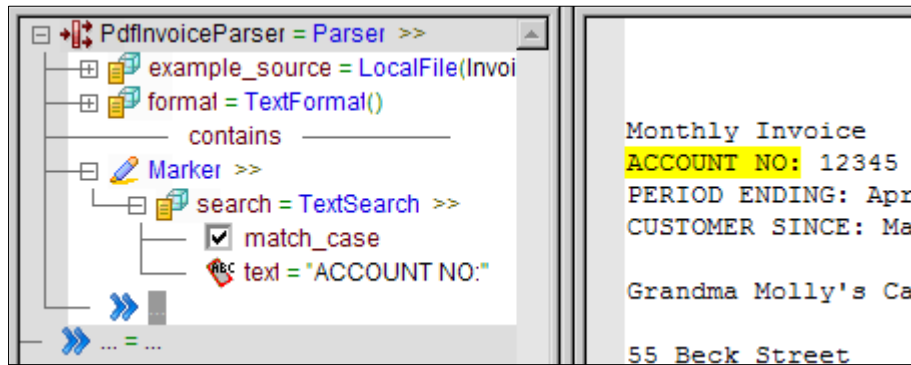 PdfInvoiceParser = Parser >>
example_source = LocalFile(Invoi
format = TextFormat()
contains
Marker >>
search = TextSearch >>
match_case
ABC text = "ACCOUNT NO:"
...
... = ...
Monthly Invoice
ACCOUNT NO: 12345
PERIOD ENDING: Apr
CUSTOMER SINCE: Ma
Grandma Molly's Ca
55 Beck Street